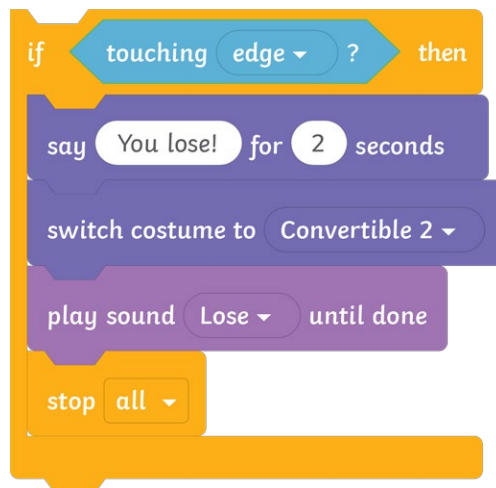 if touching edge ? then
say You lose! for 2 seconds
switch costume to Convertible 2
play sound Lose until done
stop all